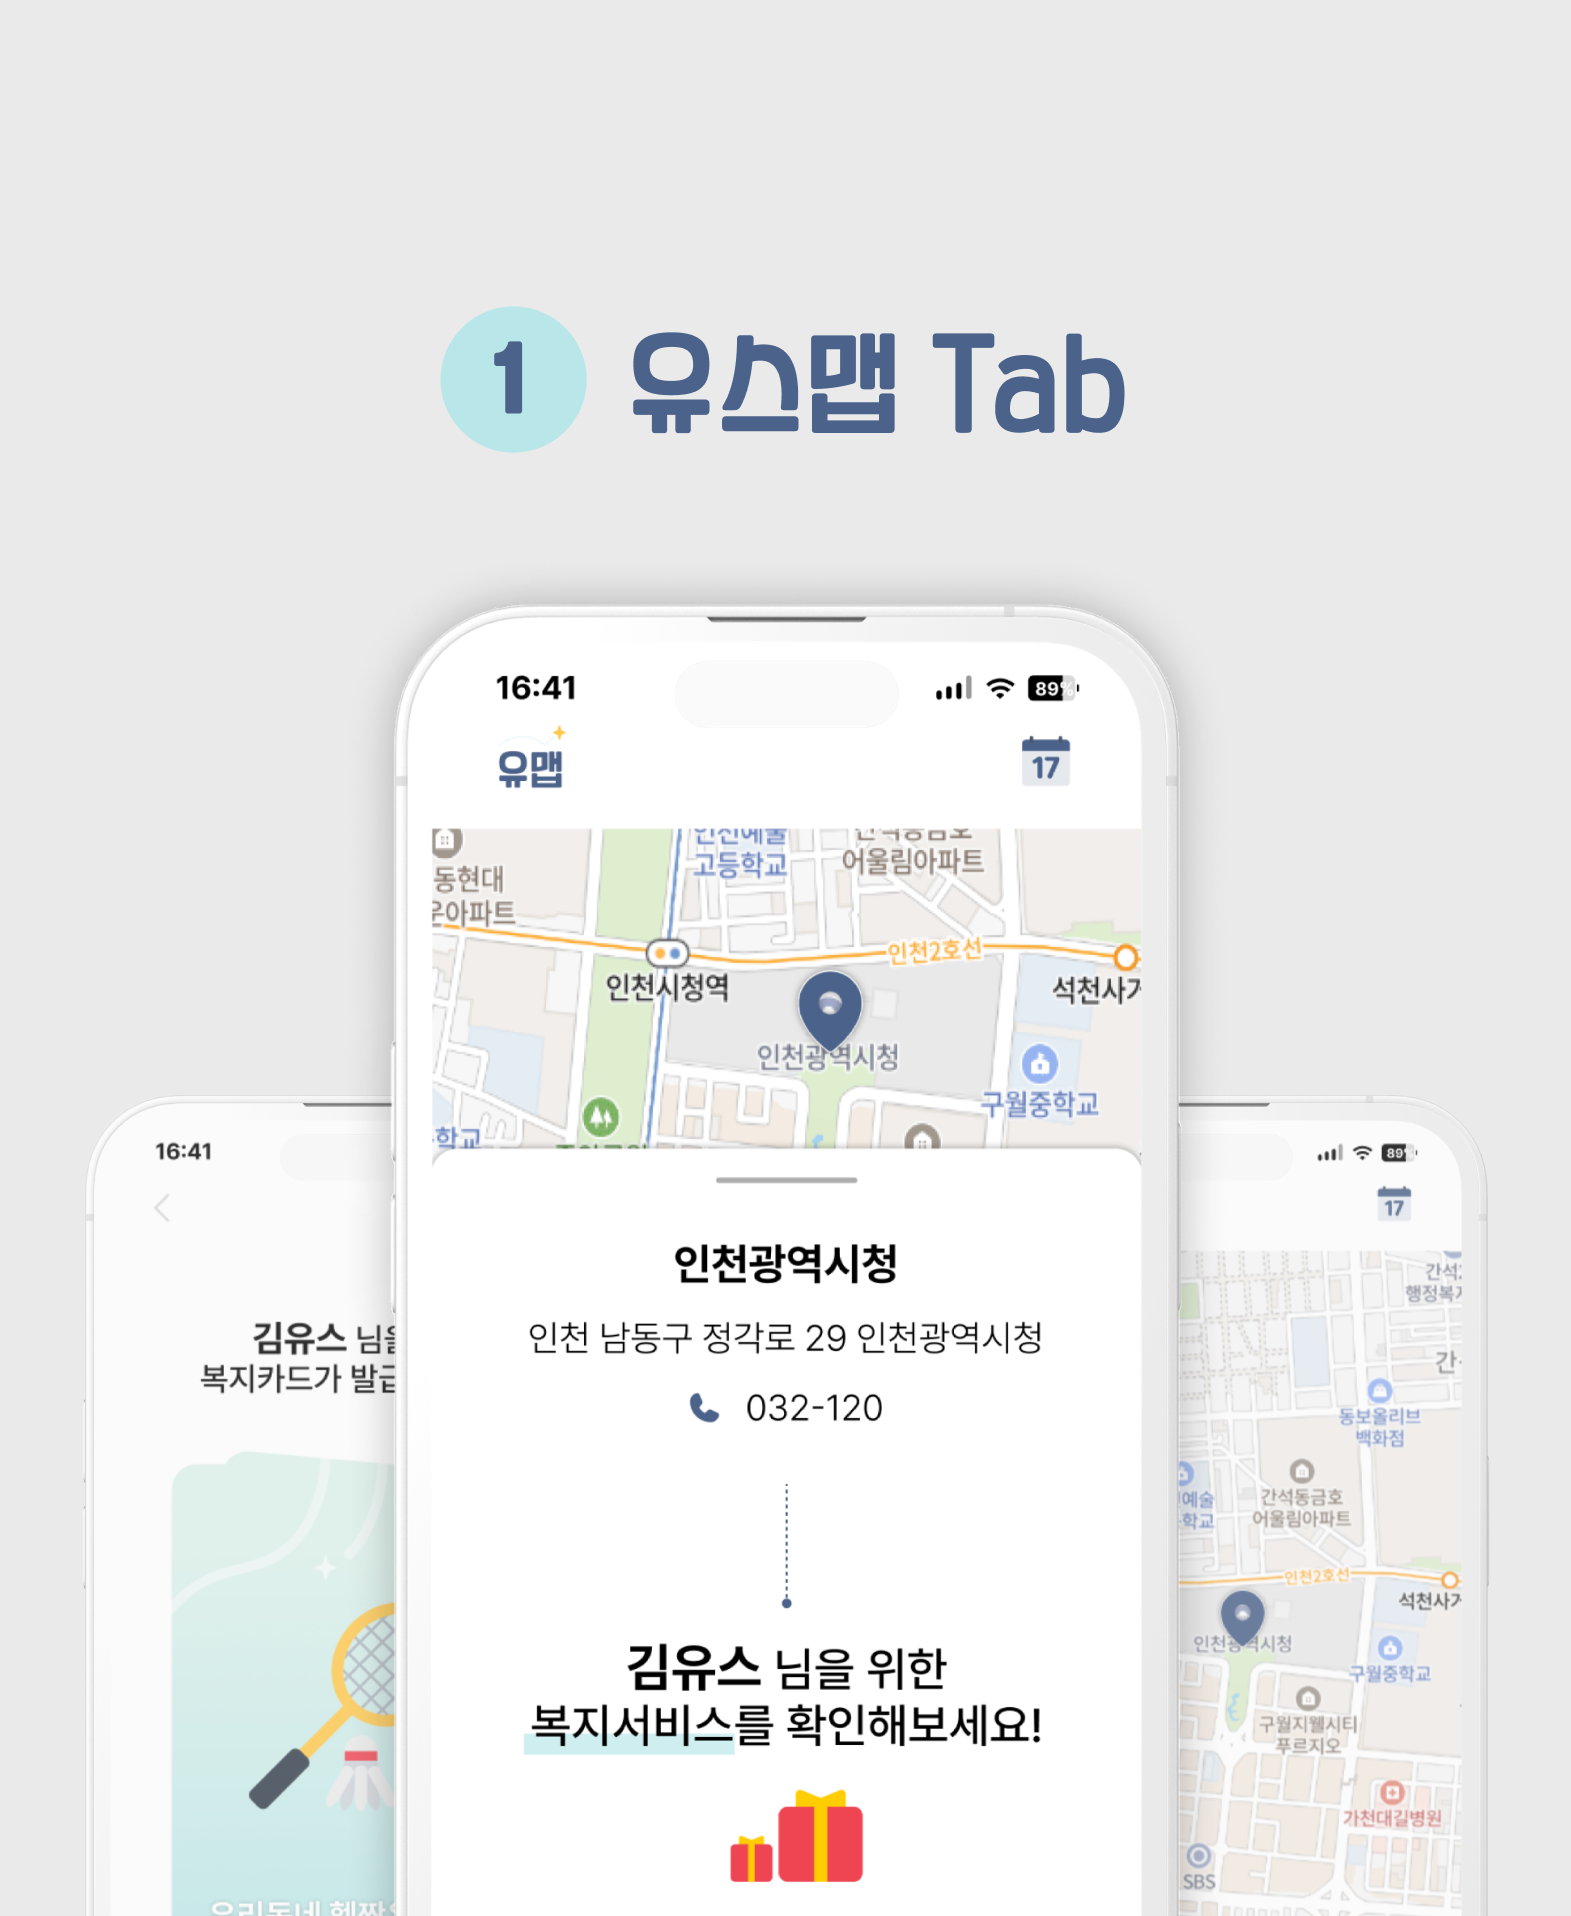 1 유스맵 Tab
16:41
89%
유맵
17
고등학교
어울림아파트
동현대
운아파트
인천2호선
인천시청역
석천사거
인천광역시청
구월중학교
인천광역시청
인천 남동구 정각로 29 인천광역시청
032-120
김유스 님을 위한
복지서비스를 확인해보세요!
16:41
김유스 님을
복지카드가 발급
89%
17
간석
행정복지
간석
동보올리브
백화점
예술
학교
간석동금호
어울림아파트
인천2호선
석천사거
인천광역시청
구월중학교
구월지웰시티
푸르지오
가천대길병원
SBS